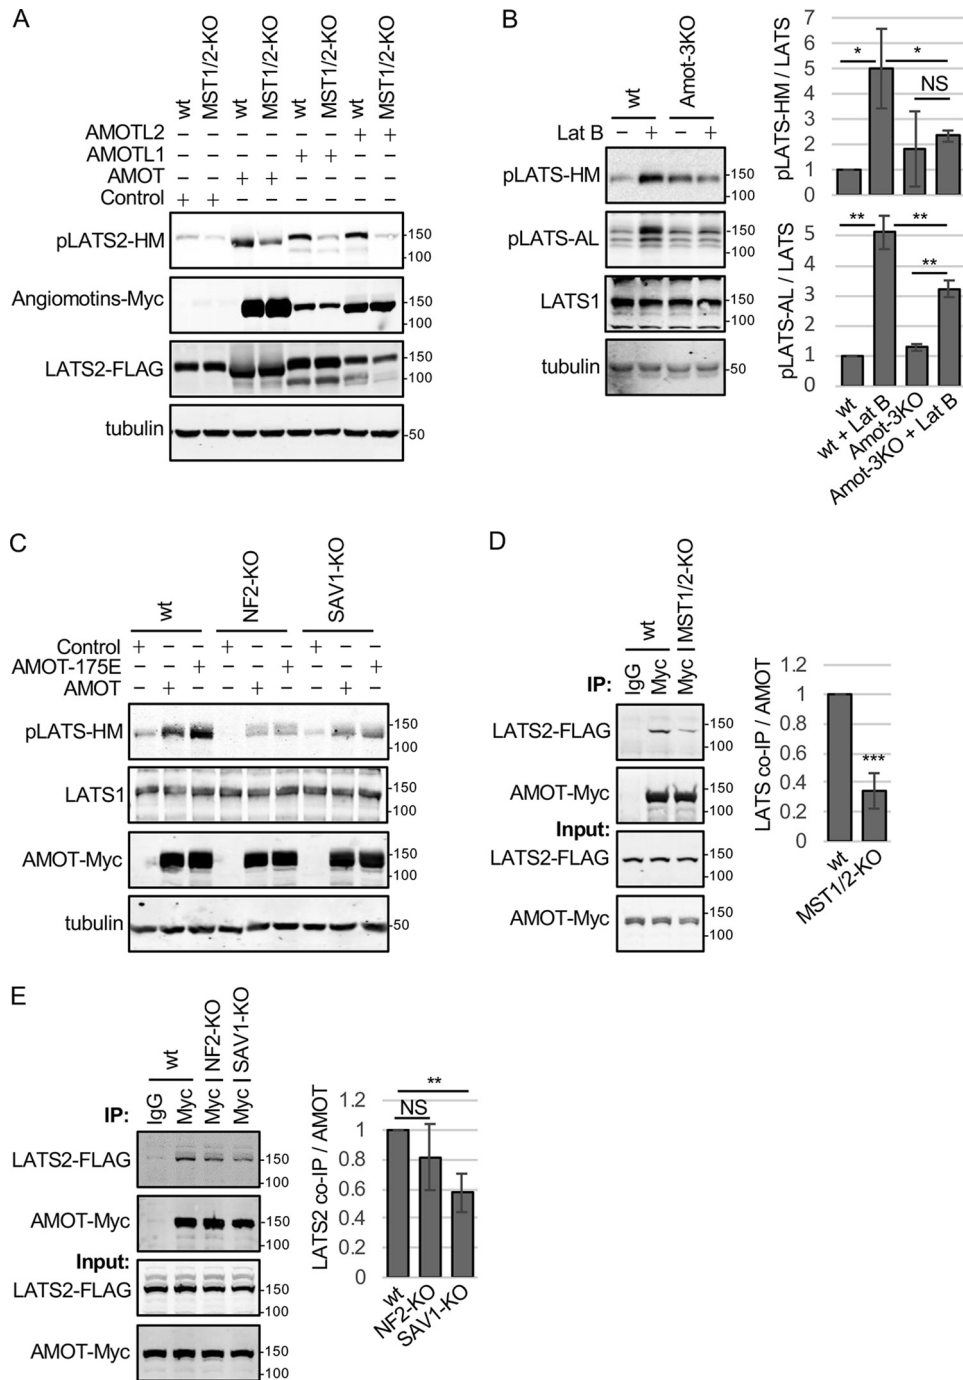 A
wt
MST1/2-KO
wt
MST1/2-KO
wt
MST1/2-KO
wt
MST1/2-KO
AMOTL2 – – – – – – + +
AMOTL1 – – – – + + – –
AMOT – – + + – – – –
Control + + – – – – – –
pLATS2-HM
150
100
Angiomotins-Myc
150
100
LATS2-FLAG
150
100
tubulin
50
B
wt
Amot-3KO
Lat B – + – +
pLATS-HM
150
100
pLATS-AL
150
100
LATS1
150
100
tubulin
50
pLATS-HM / LATS
7
6
5
4
3
2
1
0
* *
NS
pLATS-AL / LATS
5
4
3
2
1
0
** **
**
wt
wt + Lat B
Amot-3KO
Amot-3KO + Lat B
C
wt
NF2-KO
SAV1-KO
Control + – – + – – + – –
AMOT-175E – – + – – + – – +
AMOT – + – – + – – + –
pLATS-HM
150
100
LATS1
150
100
AMOT-Myc
150
100
tubulin
50
D
wt
MST1/2-KO
IP:
IgG
Myc
Myc
LATS2-FLAG
150
100
AMOT-Myc
150
100
Input:
LATS2-FLAG
150
100
AMOT-Myc
150
100
LATS co-IP / AMOT
1.2
1
0.8
0.6
0.4
0.2
0
***
wt
MST1/2-KO
E
wt
NF2-KO
SAV1-KO
IP:
IgG
Myc
Myc
Myc
LATS2-FLAG
150
100
AMOT-Myc
150
100
Input:
LATS2-FLAG
150
100
AMOT-Myc
150
100
LATS2 co-IP / AMOT
1.2
1
0.8
0.6
0.4
0.2
0
**
NS
wt
NF2-KO
SAV1-KO